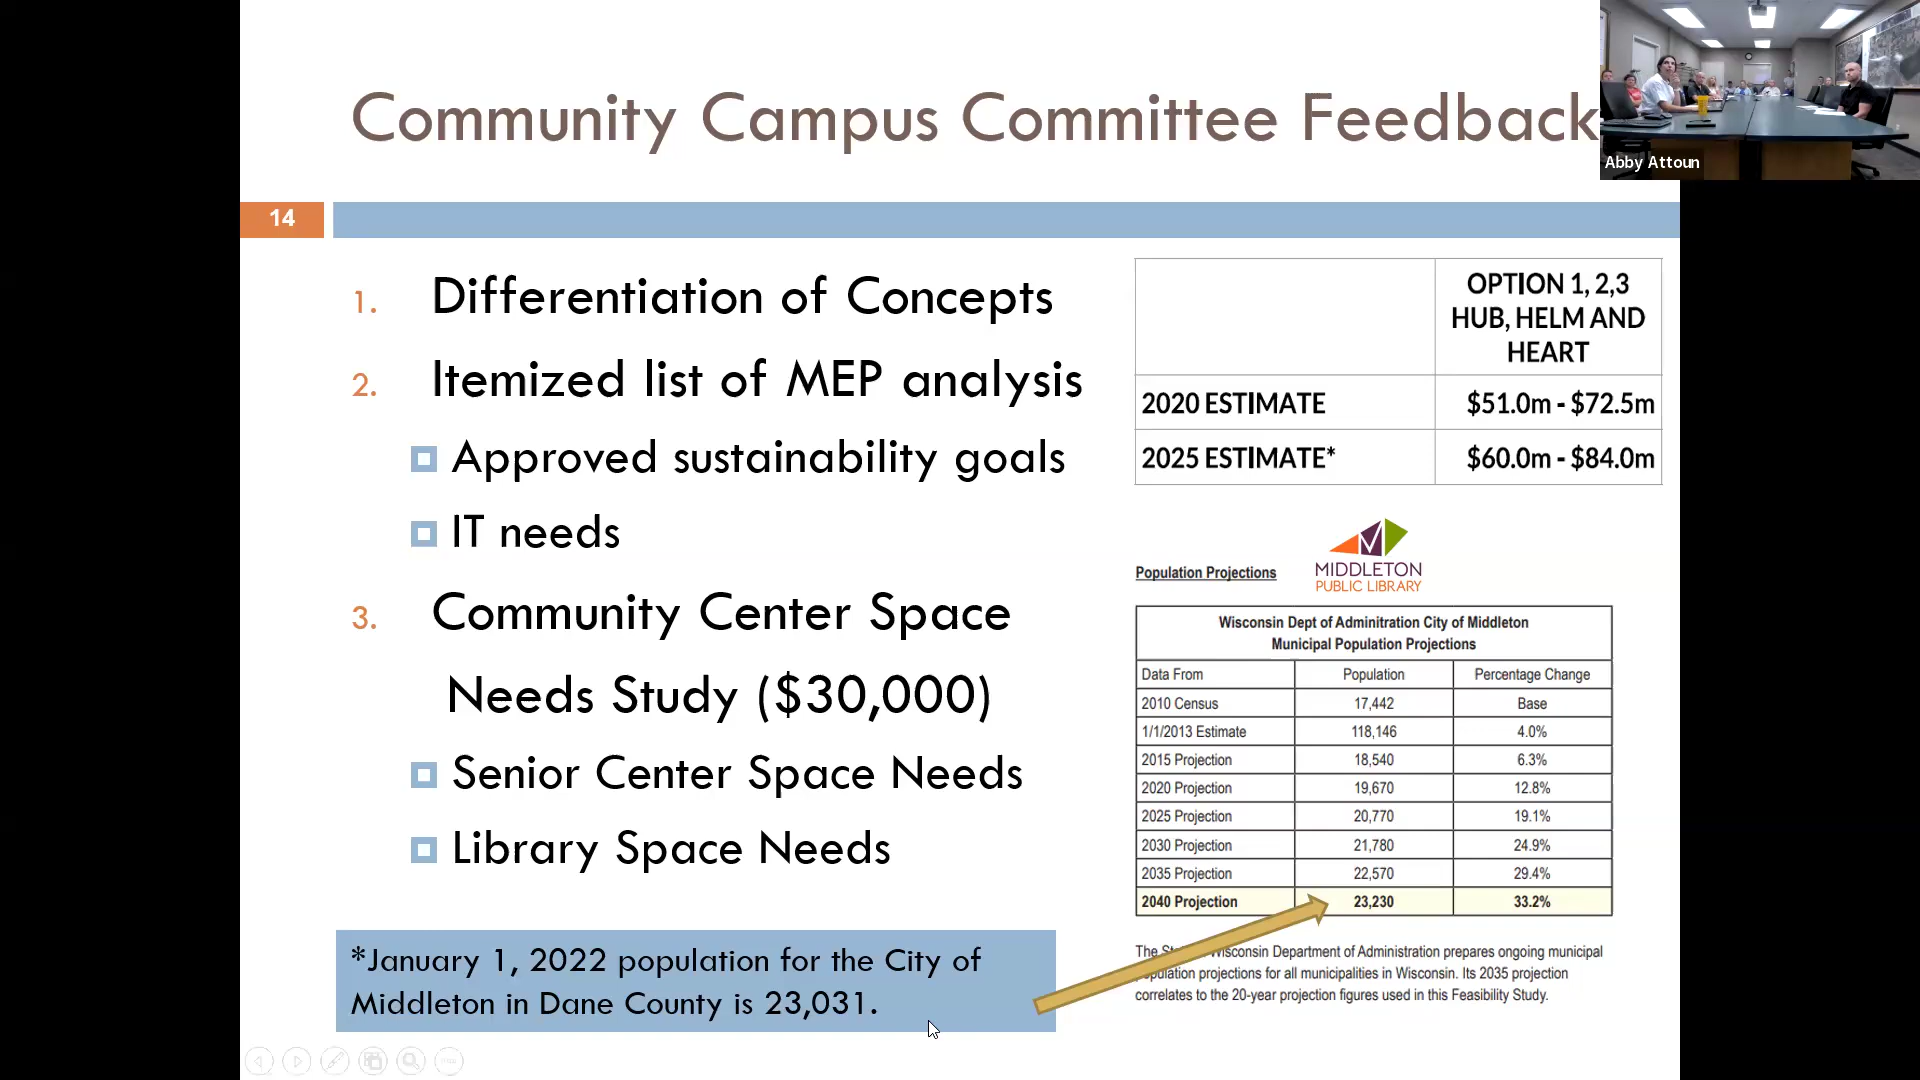 Community Campus Committee Feedback
Abby Attoun
14
1. Differentiation of Concepts
2. Itemized list of MEP analysis
Approved sustainability goals
IT needs
3. Community Center Space
Needs Study ($30,000)
Senior Center Space Needs
Library Space Needs
*January 1, 2022 population for the City of
Middleton in Dane County is 23,031.
OPTION 1, 2,3
HUB, HELM AND
HEART
2020 ESTIMATE $51.0m - $72.5m
2025 ESTIMATE* $60.0m - $84.0m
Population Projections
MIDDLETON
PUBLIC LIBRARY
Wisconsin Dept of Adminitration City of Middleton
Municipal Population Projections
Data From Population Percentage Change
2010 Census 17,442 Base
1/1/2013 Estimate 118,146 4.0%
2015 Projection 18,540 6.3%
2020 Projection 19,670 12.8%
2025 Projection 20,770 19.1%
2030 Projection 21,780 24.9%
2035 Projection 22,570 29.4%
2040 Projection 23,230 33.2%
The Wisconsin Department of Administration prepares ongoing municipal
population projections for all municipalities in Wisconsin. Its 2035 projection
correlates to the 20-year projection figures used in this Feasibility Study.